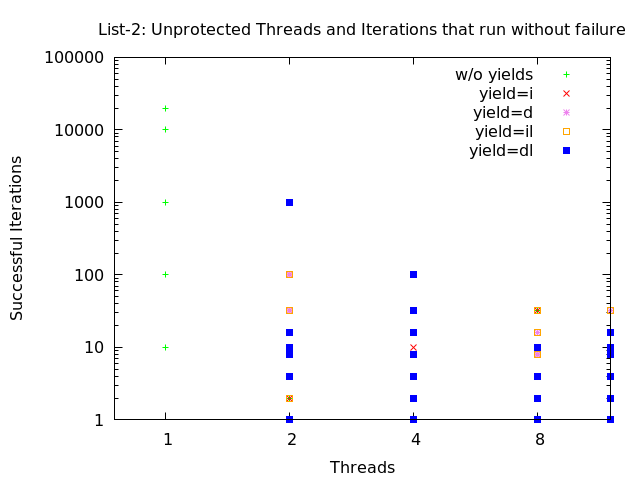 List-2: Unprotected Threads and Iterations that run without failure
100000
10000
1000
100
10
1
Successful Iterations
w/o yields
yield=i
yield=d
yield=il
yield=dl
1 2 4 8
Threads